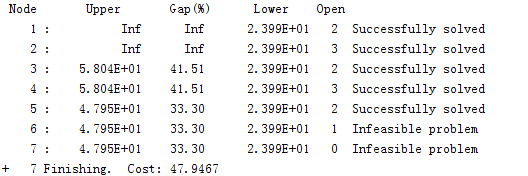 Node Upper Gap(%) Lower Open
1 : Inf Inf 2.399E+01 2 Successfully solved
2 : Inf Inf 2.399E+01 3 Successfully solved
3 : 5.804E+01 41.51 2.399E+01 2 Successfully solved
4 : 5.804E+01 41.51 2.399E+01 3 Successfully solved
5 : 4.795E+01 33.30 2.399E+01 2 Successfully solved
6 : 4.795E+01 33.30 2.399E+01 1 Infeasible problem
7 : 4.795E+01 33.30 2.399E+01 0 Infeasible problem
+ 7 Finishing. Cost: 47.9467